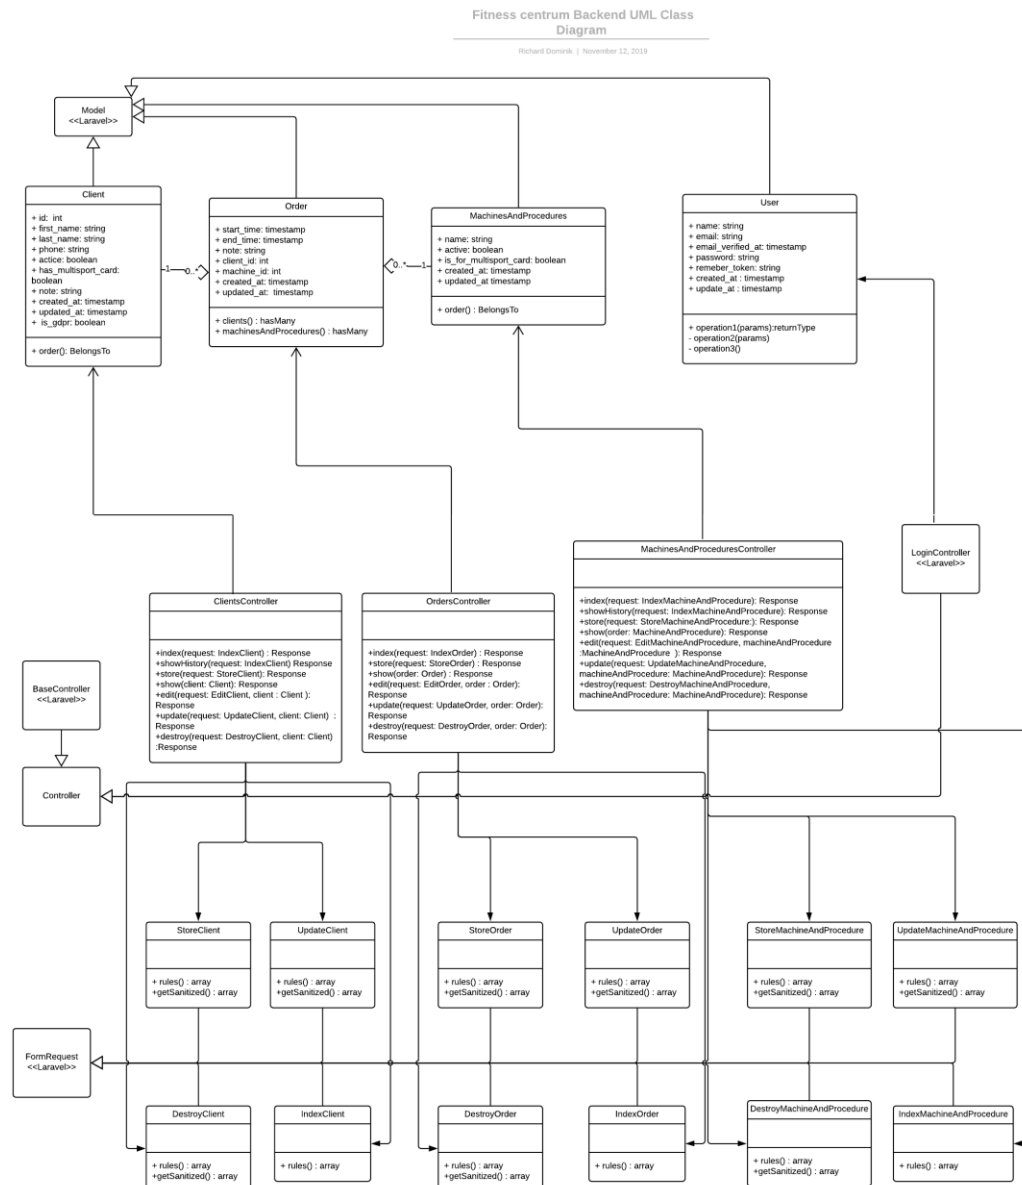 Fitness centrum Backend UML Class
Diagram
Richard Dominik | November 12, 2019
Model
<<Laravel>>
Client
+ id: int
+ first_name: string
+ last_name: string
+ phone: string
+ actice: boolean
+ has_multisport_card:
boolean
+ note: string
+ created_at: timestamp
+ updated_at: timestamp
+ is_gdpr: boolean
+ order(): BelongsTo
1
0..*
Order
+ start_time: timestamp
+ end_time: timestamp
+ note: string
+ client_id: int
+ machine_id: int
+ created_at: timestamp
+ updated_at: timestamp
+ clients() : hasMany
+ machinesAndProcedures() : hasMany
0..*
1
MachinesAndProcedures
+ name: string
+ active: boolean
+ is_for_multisport_card: boolean
+ created_at: timestamp
+ updated_at timestamp
+ order() : BelongsTo
User
+ name: string
+ email: string
+ email_verified_at: timestamp
+ password: string
+ remeber_token: string
+ created_at : timestamp
+ update_at : timestamp
+ operation1(params):returnType
- operation2(params)
- operation3()
LoginController
<<Laravel>>
MachinesAndProceduresController
+index(request: IndexMachineAndProcedure): Response
+showHistory(rrequest: IndexMachineAndProcedure): Response
+store(request: StoreMachineAndProcedure:): Response
+show(order: MachineAndProcedure): Response
+edit(request: EditMachineAndProcedure, machineAndProcedure
:MachineAndProcedure ): Response
+update(request: UpdateMachineAndProcedure,
machineAndProcedure: MachineAndProcedure): Response
+destroy(request: DestroyMachineAndProcedure,
machineAndProcedure: MachineAndProcedure): Response
ClientsController
+index(request: IndexClient) : Response
+showHistory(request: IndexClient) Response
+store(request: StoreClient): Response
+show(client: Client): Response
+edit(request: EditClient, client : Client ):
Response
+update(request: UpdateClient, client: Client) :
Response
+destroy(request: DestroyClient, client: Client)
:Response
OrdersController
+index(request: IndexOrder) : Response
+store(request: StoreOrder) : Response
+show(order: Order) : Response
+edit(request: EditOrder, order : Order):
Response
+update(request: UpdateOrder, order: Order):
Response
+destroy(request: DestroyOrder, order: Order):
Response
BaseController
<<Laravel>>
Controller
StoreClient
+ rules() : array
+getSanitized() : array
UpdateClient
+ rules() : array
+getSanitized() : array
StoreOrder
+ rules() : array
+getSanitized() : array
UpdateOrder
+ rules() : array
+getSanitized() : array
StoreMachineAndProcedure
+ rules() : array
+getSanitized() : array
UpdateMachineAndProcedure
+ rules() : array
+getSanitized() : array
FormRequest
<<Laravel>>
DestroyClient
+ rules() : array
+getSanitized() : array
IndexClient
+ rules() : array
DestroyOrder
+ rules() : array
+getSanitized() : array
IndexOrder
+ rules() : array
DestroyMachineAndProcedure
+ rules() : array
+getSanitized() : array
IndexMachineAndProcedure
+ rules() : array